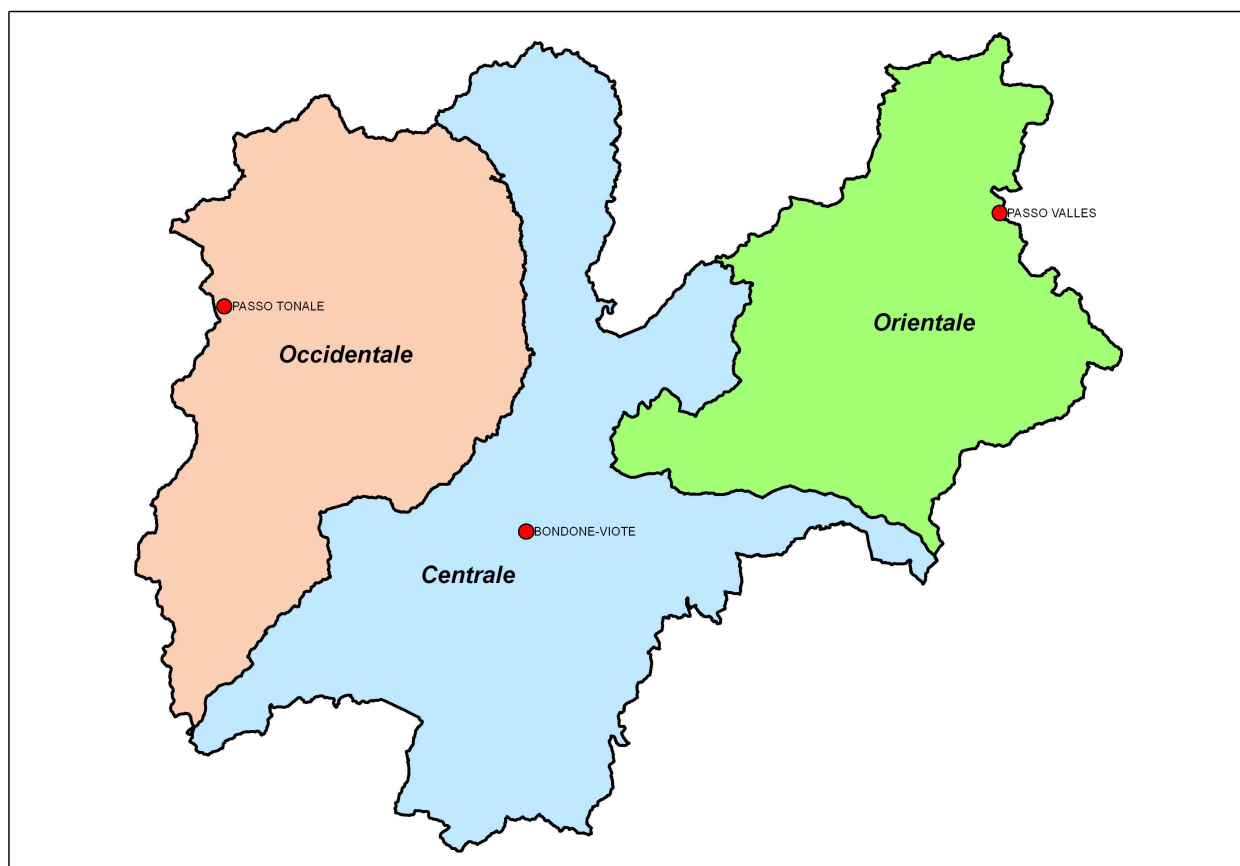 PASSO VALLES
PASSO TONALE
Orientale
Occidentale
BONDONE-VIOTE
Centrale